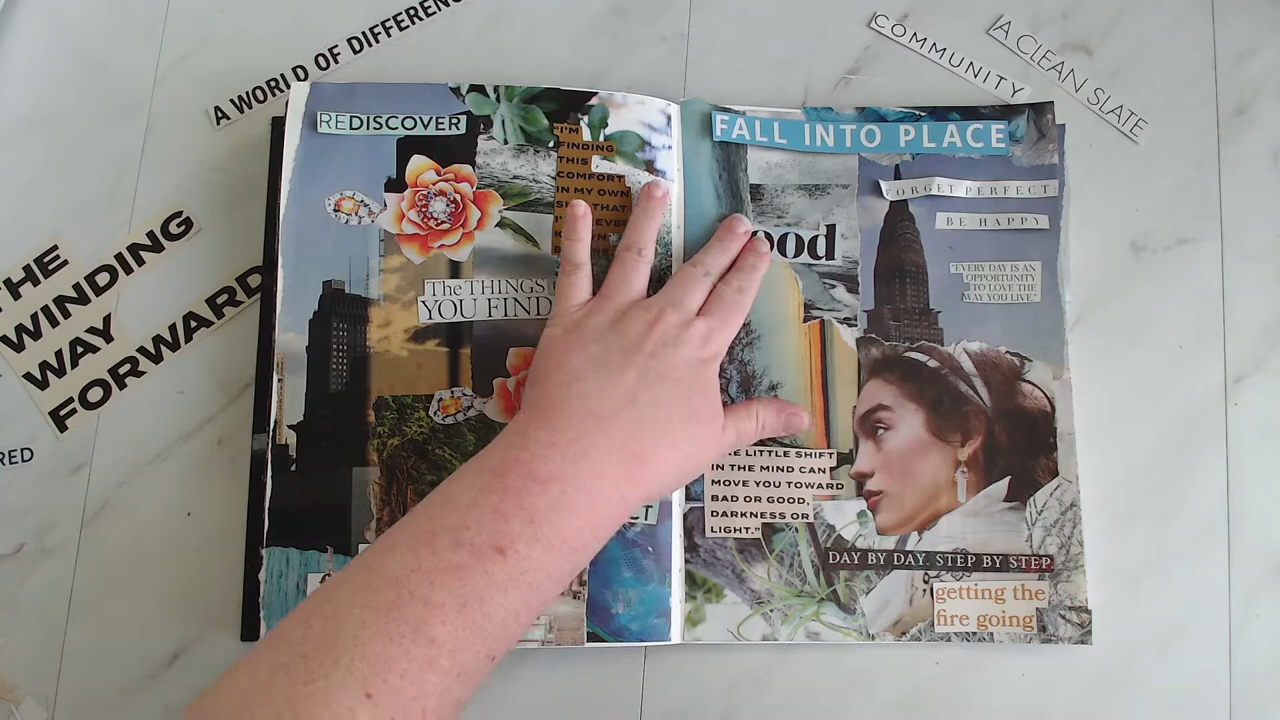 A WORLD OF DIFFERENC
COMMUNITY
A CLEAN SLATE
THE
WINDING
WAY
FORWARD
RED
REDISCOVER
"I'M
FINDING
THIS
COMFORT
IN MY OWN
THAT
The THINGS
YOU FIND
CT
FALL INTO PLACE
FORGET PERFECT:
BE HAPPY
ood
"EVERY DAY IS AN
OPPORTUNITY
TO LOVE THE
WAY YOU LIVE."
LITTLE SHIFT
IN THE MIND CAN
MOVE YOU TOWARD
BAD OR GOOD,
DARKNESS OR
LIGHT."
DAY BY DAY. STEP BY STEP.
getting the
fire going